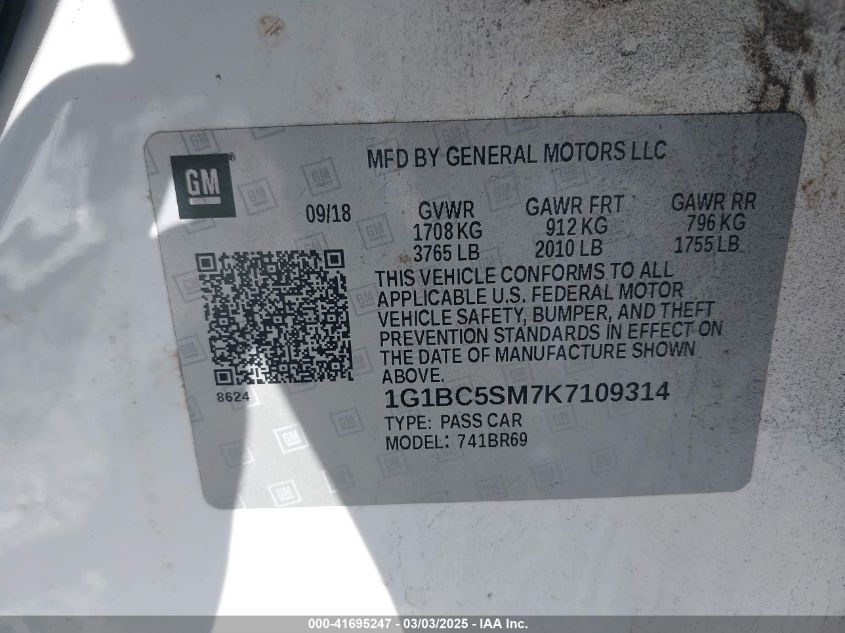 MFD BY GENERAL MOTORS LLC
GM
®
09/18
GVWR GAWR FRT GAWR RR
1708 KG 912 KG 796 KG
3765 LB 2010 LB 1755 LB
THIS VEHICLE CONFORMS TO ALL
APPLICABLE U.S. FEDERAL MOTOR
VEHICLE SAFETY, BUMPER, AND THEFT
PREVENTION STANDARDS IN EFFECT ON
THE DATE OF MANUFACTURE SHOWN
ABOVE.
8624
1G1BC5SM7K7109314
TYPE: PASS CAR
MODEL: 741BR69
000-41695247 - 03/03/2025 - IAA Inc.